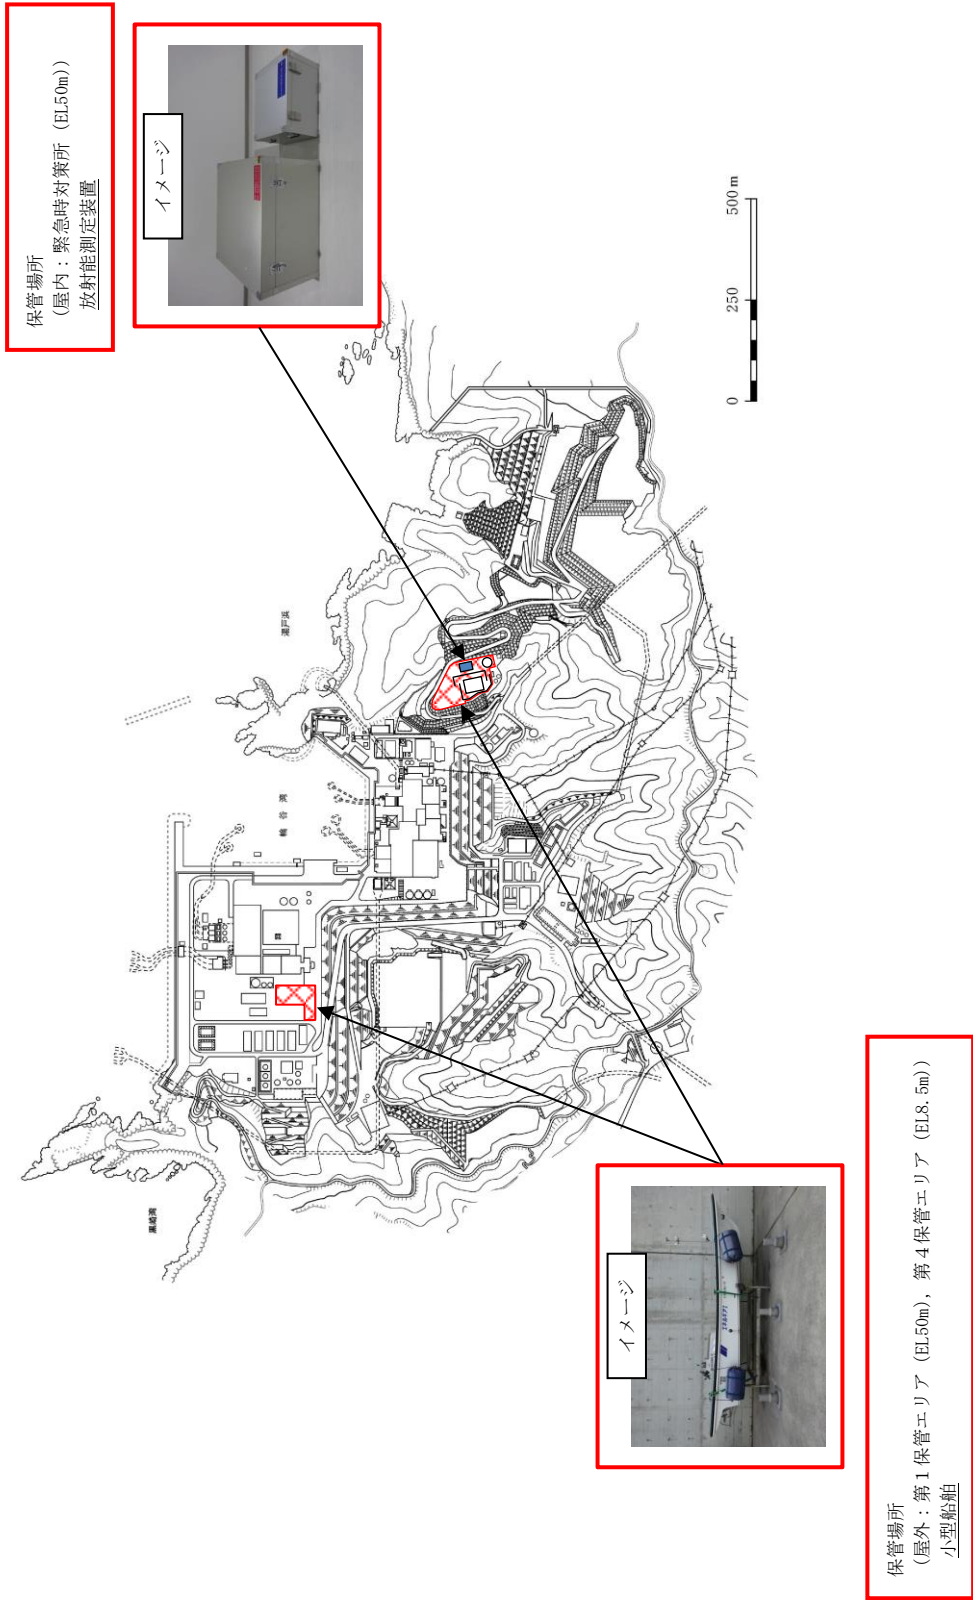 保管場所
（屋内：緊急時対策所（EL50m））
放射能測定装置
イメージ
0
250
500m
瀬戸浜
輪谷湾
イメージ
保管場所
（屋外：第1保管エリア（EL50m），第4保管エリア（EL8.5m））
小型船舶